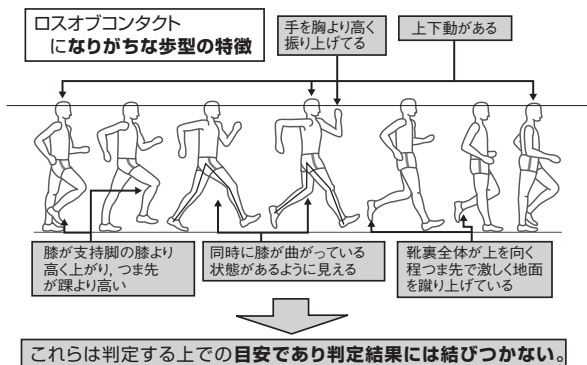 ロスオブコンタクト
になりがちな歩型の特徴
手を胸より高く
振り上げてる
上下動がある
膝が支持脚の膝より
高く上がり，つま先
が踝より高い
同時に膝が曲がっている
状態があるように見える
靴裏全体が上を向く
程つま先で激しく地面
を蹴り上げている
これらは判定する上での目安であり判定結果には結びつかない。